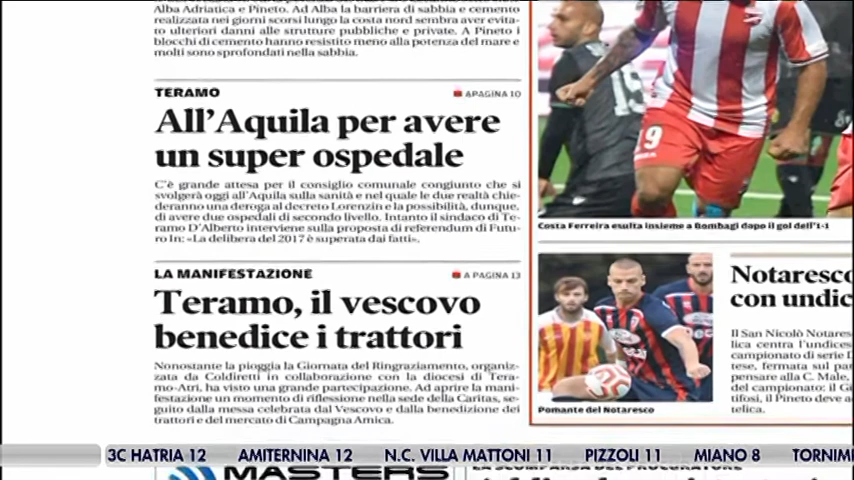 Alba Adriatica e Pineto. Ad Alba la barriera di sabbia e cemento
realizzata nei giorni scorsi lungo la costa nord sembra aver evita-
to ulteriori danni alle strutture pubbliche e private. A Pineto i
blocchi di cemento hanno resistito meno alla potenza del mare e
molti sono sprofondati nella sabbia.
TERAMO
A PAGINA 10
All'Aquila per avere
un super ospedale
C'è grande attesa per il consiglio comunale congiunto che si
svolgerà oggi all'Aquila sulla sanità e nel quale le due realtà chie-
deranno una deroga al decreto Lorenzin e la possibilità, dunque,
di avere due ospedali di secondo livello. Intanto il sindaco di Te-
ramo D'Alberto interviene sulla proposta di referendum di Futu-
ro In: «La delibera del 2017 è superata dai fatti».
LA MANIFESTAZIONE
A PAGINA 13
Teramo, il vescovo
benedice i trattori
Nonostante la pioggia la Giornata del Ringraziamento, organiz-
zata da Coldiretti in collaborazione con la diocesi di Tera-
mo-Atri, ha visto una grande partecipazione. Ad aprire la mani-
festazione un momento di riflessione nella sede della Caritas, se-
guito dalla messa celebrata dal Vescovo e dalla benedizione dei
trattori e del mercato di Campagna Amica.
15
9
Costa Ferreira esulta insieme a Bombagi dopo il gol dell'1-1
Pomante del Notaresco
Notaresco
con undic
Il San Nicolò Notares
lica centra l'undices
campionato di serie D
tese, fermata sul par
pensare alla C. Male,
del campionato: il Gi
tifosi, il Pineto deve a
telica.
3C HATRIA 12 AMITERNINA 12 N.C. VILLA MATTONI 11 PIZZOLI 11 MIANO 8 TORNIM
MASTERS
LA SCOMPARSA DEL PROCURATORE